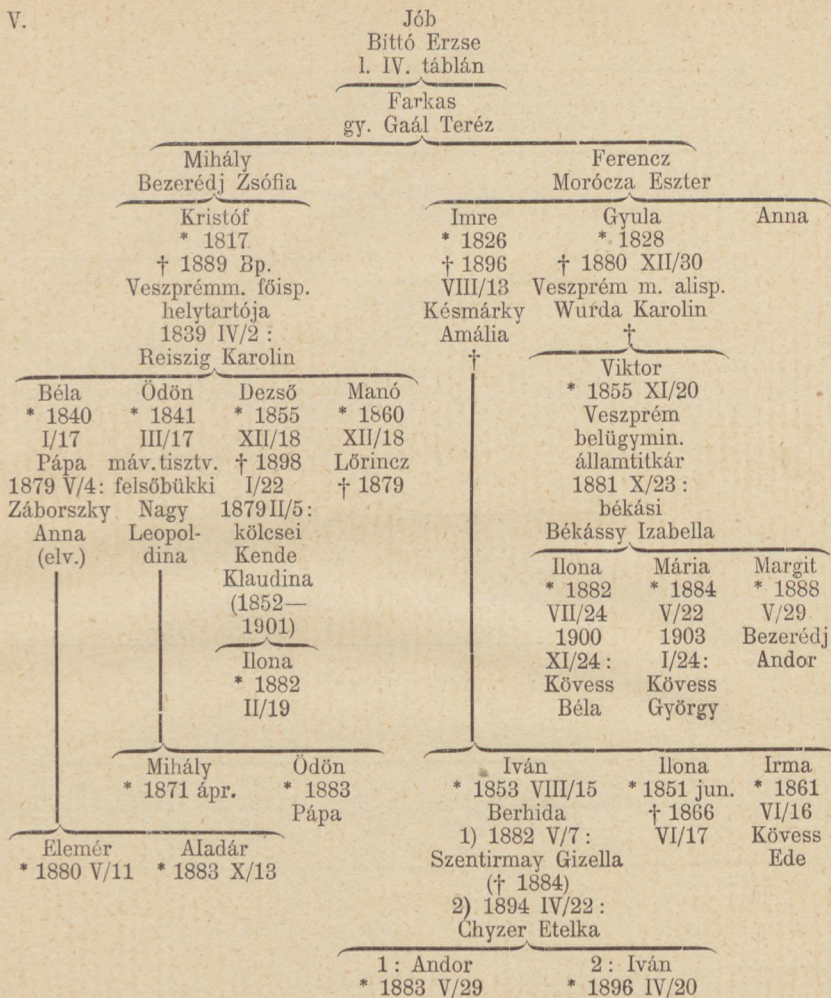 V.
Jób
Bittó Erzse
l. IV. táblán
Farkas
gy. Gaál Teréz
Mihály
Bezerédj Zsófia
Ferencz
Morócza Eszter
Kristóf
* 1817
† 1889 Bp.
Veszprémm. főisp.
helytartója
1839 IV/2 :
Reiszig Karolin
Imre
* 1826
† 1896
VIII/13
Késmárky
Amália
†
Gyula
* 1828
† 1880 XII/30
Veszprém m. alisp.
Wurda Karolin
†
Anna
Béla
* 1840
I/17
Pápa
1879 V/4 :
Záborszky
Anna
(elv.)
Ödön
* 1841
III/17
máv. tisztv.
felsőbükki
Nagy
Leopol-
dina
Dezső
* 1855
XII/18
† 1898
I/22
1879 II/5 :
kölcsei
Kende
Klaudina
(1852—
1901)
Manó
* 1860
XII/18
Lőrincz
† 1879
Viktor
* 1855 XI/20
Veszprém
belügymin.
államtitkár
1881 X/23 :
békási
Békássy Izabella
Ilona
* 1882
II/19
Ilona
* 1882
VII/24
1900
XI/24 :
Kövess
Béla
Mária
* 1884
V/22
1903
I/24:
Kövess
György
Margit
* 1888
V/29
Bezerédj
Andor
Mihály
* 1871 ápr.
Ödön
* 1883
Pápa
Iván
* 1853 VIII/15
Berhida
1) 1882 V/7 :
Szentirmay Gizella
(† 1884)
2) 1894 IV/22 :
Chyzer Etelka
Ilona
* 1851 jun.
† 1866
VI/17
Irma
* 1861
VI/16
Kövess
Ede
Elemér
* 1880 V/11
Aladár
* 1883 X/13
1 : Andor
* 1883 V/29
2 : Iván
* 1896 IV/20